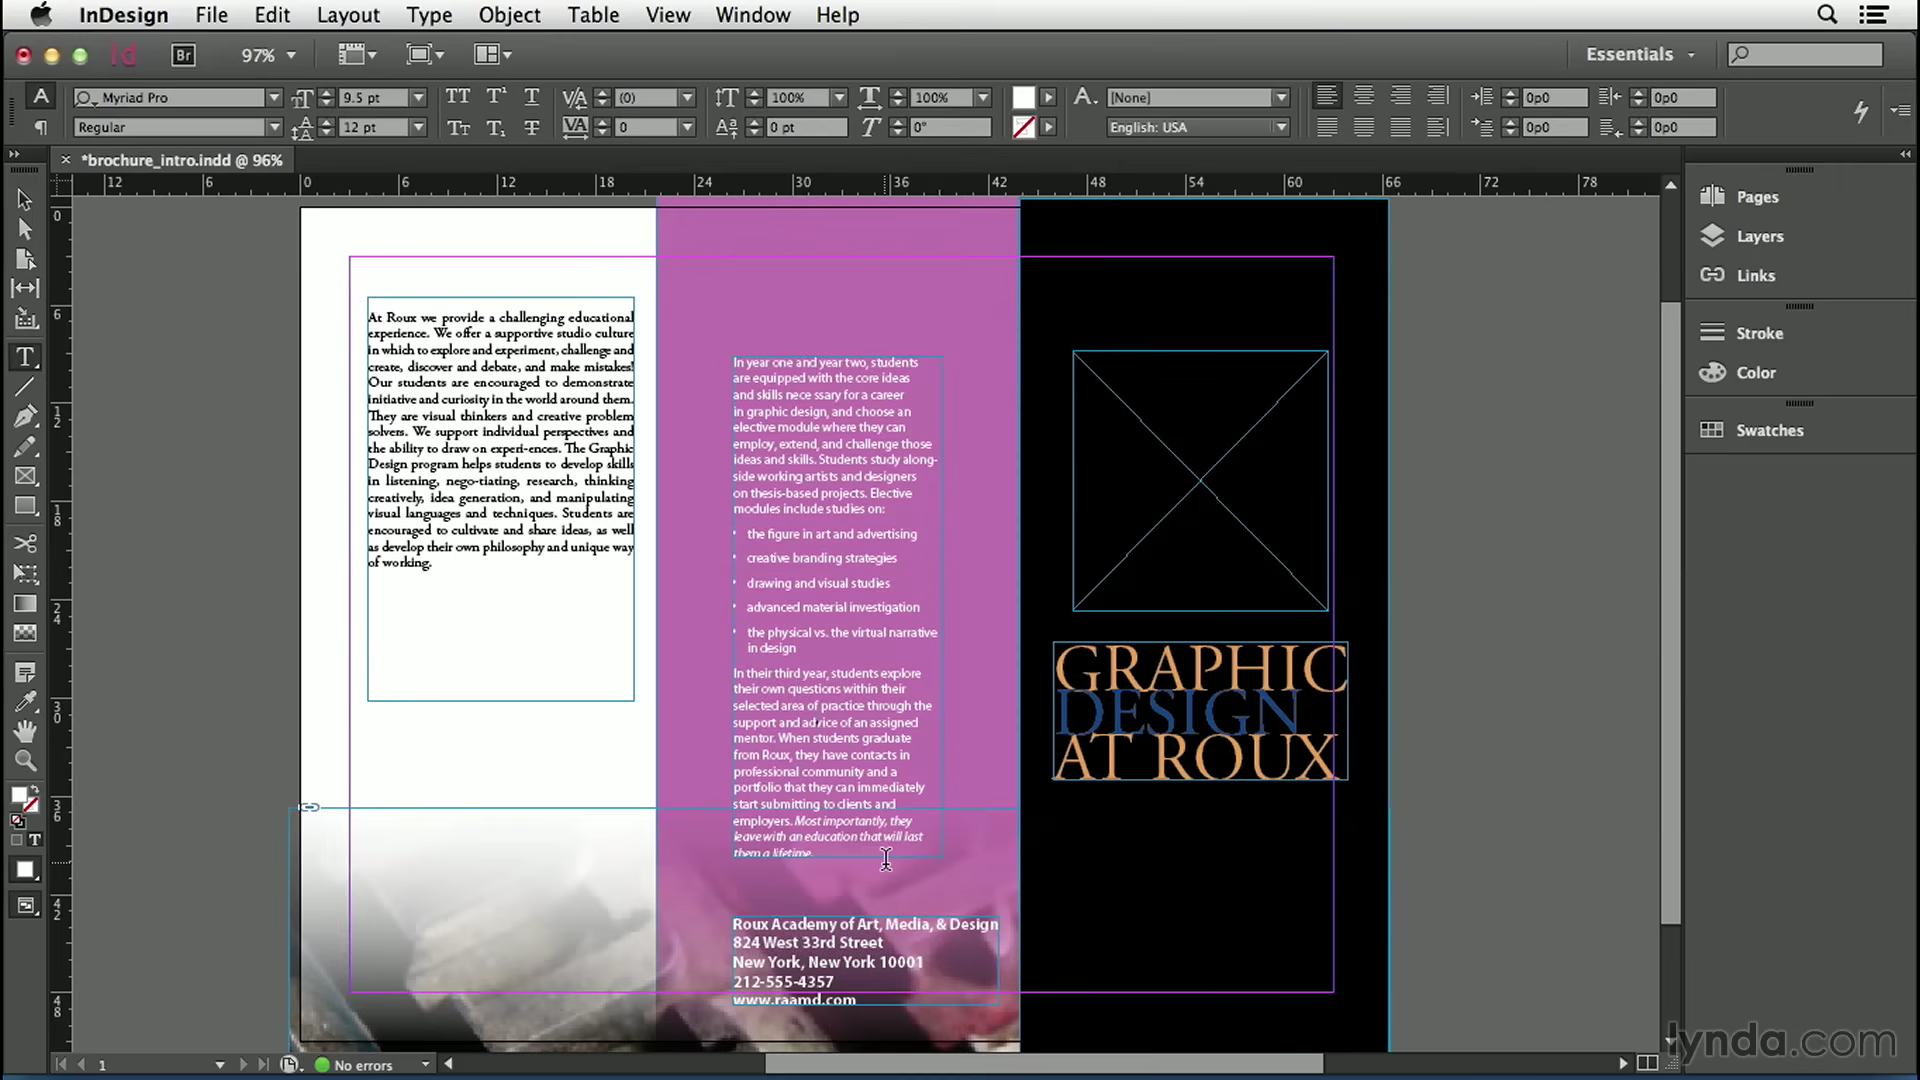 InDesign File Edit Layout Type Object Table View Window Help
Id Br 97% Essentials
A Myriad Pro 9.5 pt (0) 100% 100% A. [None] 0p0 0p0
¶ Regular 12 pt 0 0 pt 0° English: USA 0p0 0p0
× *brochure_intro.indd @ 96%
12 6 0 6 12 18 24 30 36 42 48 54 60 66 72 78
0
6
12
18
24
30
36
42
48
At Roux we provide a challenging educational
experience. We offer a supportive studio culture
in which to explore and experiment, challenge and
create, discover and debate, and make mistakes!
Our students are encouraged to demonstrate
initiative and curiosity in the world around them.
They are visual thinkers and creative problem
solvers. We support individual perspectives and
the ability to draw on experi-ences. The Graphic
Design program helps students to develop skills
in listening, nego-tiating, research, thinking
creatively, idea generation, and manipulating
visual languages and techniques. Students are
encouraged to cultivate and share ideas, as well
as develop their own philosophy and unique way
of working.
In year one and year two, students
are equipped with the core ideas
and skills nece ssary for a career
in graphic design, and choose an
elective module where they can
employ, extend, and challenge those
ideas and skills. Students study along-
side working artists and designers
on thesis-based projects. Elective
modules include studies on:
• the figure in art and advertising
• creative branding strategies
• drawing and visual studies
• advanced material investigation
• the physical vs. the virtual narrative
in design
In their third year, students explore
their own questions within their
selected area of practice through the
support and advice of an assigned
mentor. When students graduate
from Roux, they have contacts in
professional community and a
portfolio that they can immediately
start submitting to clients and
employers. Most importantly, they
leave with an education that will last
them a lifetime.
Roux Academy of Art, Media, & Design
824 West 33rd Street
New York, New York 10001
212-555-4357
www.raamd.com
GRAPHIC
DESIGN
AT ROUX
Pages
Layers
Links
Stroke
Color
Swatches
1 No errors
lynda.com